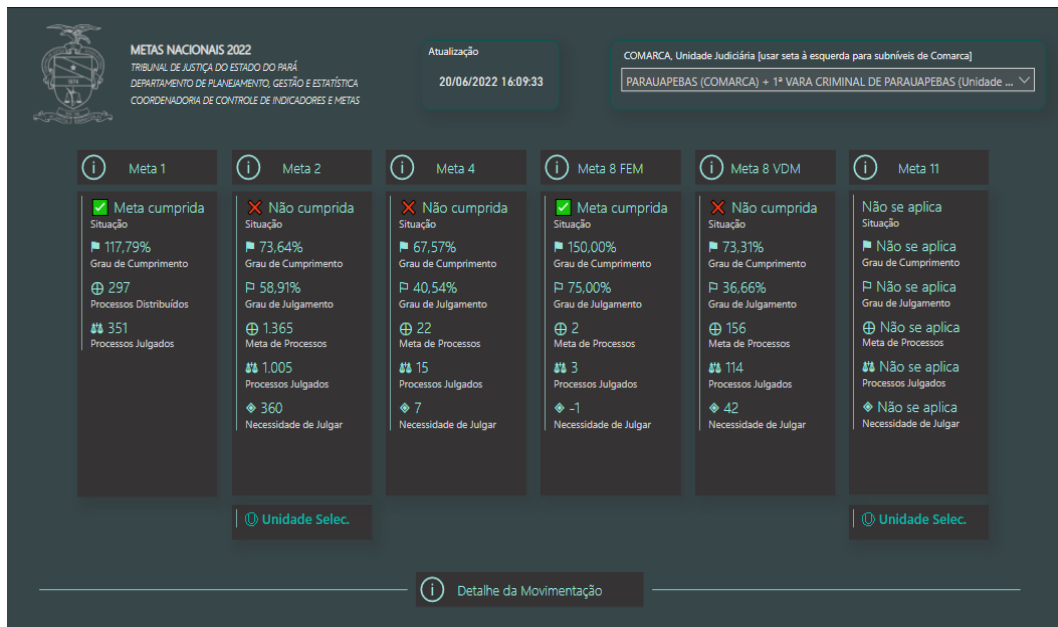 METAS NACIONAIS 2022
TRIBUNAL DE JUSTIÇA DO ESTADO DO PARÁ
DEPARTAMENTO DE PLANEJAMENTO, GESTÃO E ESTATÍSTICA
COORDENADORIA DE CONTROLE DE INDICADORES E METAS
Atualização
20/06/2022 16:09:33
COMARCA, Unidade Judiciária [usar seta à esquerda para subníveis de Comarca]
PARAUAPEBAS (COMARCA) + 1ª VARA CRIMINAL DE PARAUAPEBAS (Unidade ...
Meta 1
Meta cumprida
Situação
117,79%
Grau de Cumprimento
297
Processos Distribuídos
351
Processos Julgados
Meta 2
Não cumprida
Situação
73,64%
Grau de Cumprimento
58,91%
Grau de Julgamento
1.365
Meta de Processos
1.005
Processos Julgados
360
Necessidade de Julgar
Unidade Selec.
Meta 4
Não cumprida
Situação
67,57%
Grau de Cumprimento
40,54%
Grau de Julgamento
22
Meta de Processos
15
Processos Julgados
7
Necessidade de Julgar
Meta 8 FEM
Meta cumprida
Situação
150,00%
Grau de Cumprimento
75,00%
Grau de Julgamento
2
Meta de Processos
3
Processos Julgados
-1
Necessidade de Julgar
Meta 8 VDM
Não cumprida
Situação
73,31%
Grau de Cumprimento
36,66%
Grau de Julgamento
156
Meta de Processos
114
Processos Julgados
42
Necessidade de Julgar
Meta 11
Não se aplica
Situação
Não se aplica
Grau de Cumprimento
Não se aplica
Grau de Julgamento
Não se aplica
Meta de Processos
Não se aplica
Processos Julgados
Não se aplica
Necessidade de Julgar
Unidade Selec.
Detalhe da Movimentação